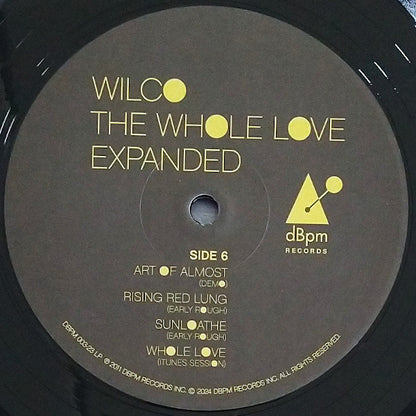 WILCO
THE WHOLE LOVE
EXPANDED
dBpm
RECORDS
SIDE 6
ART OF ALMOST
(DEMO)
RISING RED LUNG
(EARLY ROUGH)
SUNLOATHE
(EARLY ROUGH)
WHOLE LOVE
(ITUNES SESSION)
DBPM 003-23 LP ℗ 2011 DBPM RECORDS INC. © 2024 DBPM RECORDS INC. ALL RIGHTS RESERVED.